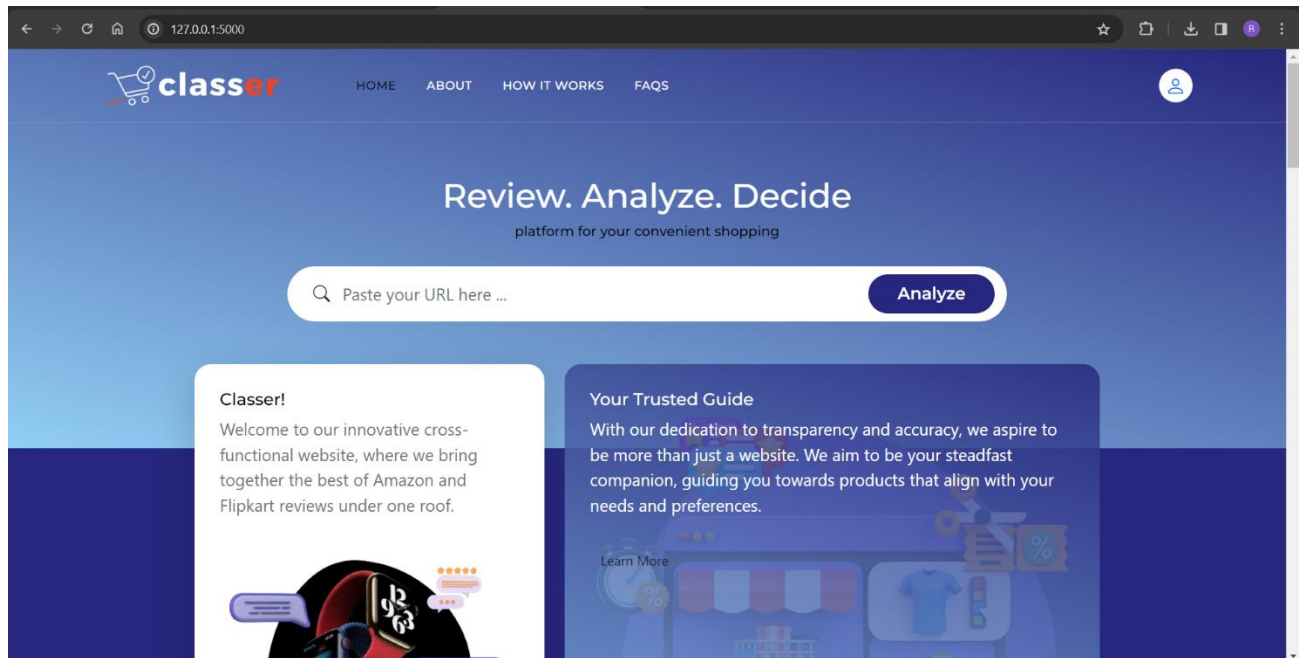 127.0.0.1:5000
R
classer
HOME ABOUT HOW IT WORKS FAQS
Review. Analyze. Decide
platform for your convenient shopping
Paste your URL here ...
Analyze
Classer!
Welcome to our innovative cross-
functional website, where we bring
together the best of Amazon and
Flipkart reviews under one roof.
12
9 3
6
Your Trusted Guide
With our dedication to transparency and accuracy, we aspire to
be more than just a website. We aim to be your steadfast
companion, guiding you towards products that align with your
needs and preferences.
Learn More
%
%